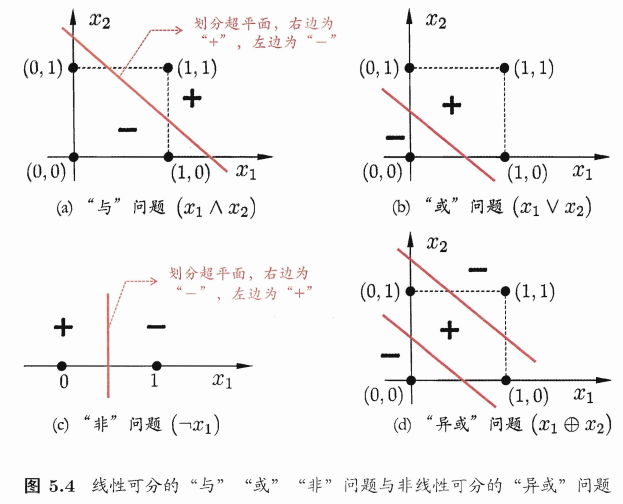 x₂
划分超平面，右边为
“+”，左边为“−”
(0,1)
(1,1)
+
−
(0,0)
(1,0)
x₁
(a) “与” 问题 (x₁ ∧ x₂)
x₂
(0,1)
(1,1)
+
−
(0,0)
(1,0)
x₁
(b) “或” 问题 (x₁ ∨ x₂)
划分超平面，右边为
“−”，左边为“+”
+
−
0
1
x₁
(c) “非” 问题 (¬x₁)
x₂
−
(0,1)
(1,1)
+
−
(0,0)
(1,0)
x₁
(d) “异或” 问题 (x₁ ⊕ x₂)
图 5.4 线性可分的“与” “或” “非” 问题与非线性可分的“异或” 问题